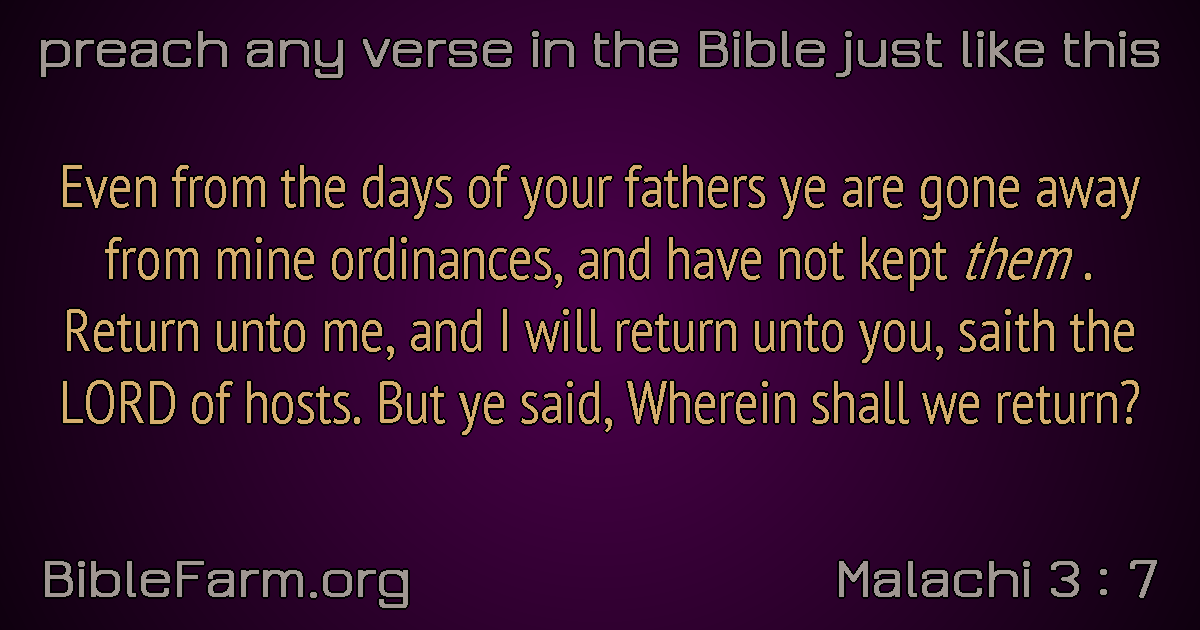 preach any verse in the Bible just like this
Even from the days of your fathers ye are gone away
from mine ordinances, and have not kept them .
Return unto me, and I will return unto you, saith the
LORD of hosts. But ye said, Wherein shall we return?
BibleFarm.org
Malachi 3 : 7